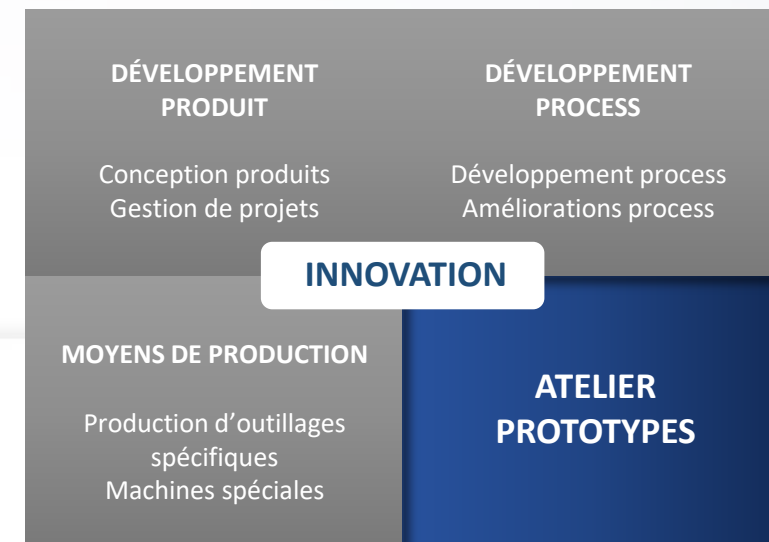 DÉVELOPPEMENT
PRODUIT
Conception produits
Gestion de projets
DÉVELOPPEMENT
PROCESS
Développement process
Améliorations process
INNOVATION
MOYENS DE PRODUCTION
Production d’outillages
spécifiques
Machines spéciales
ATELIER
PROTOTYPES